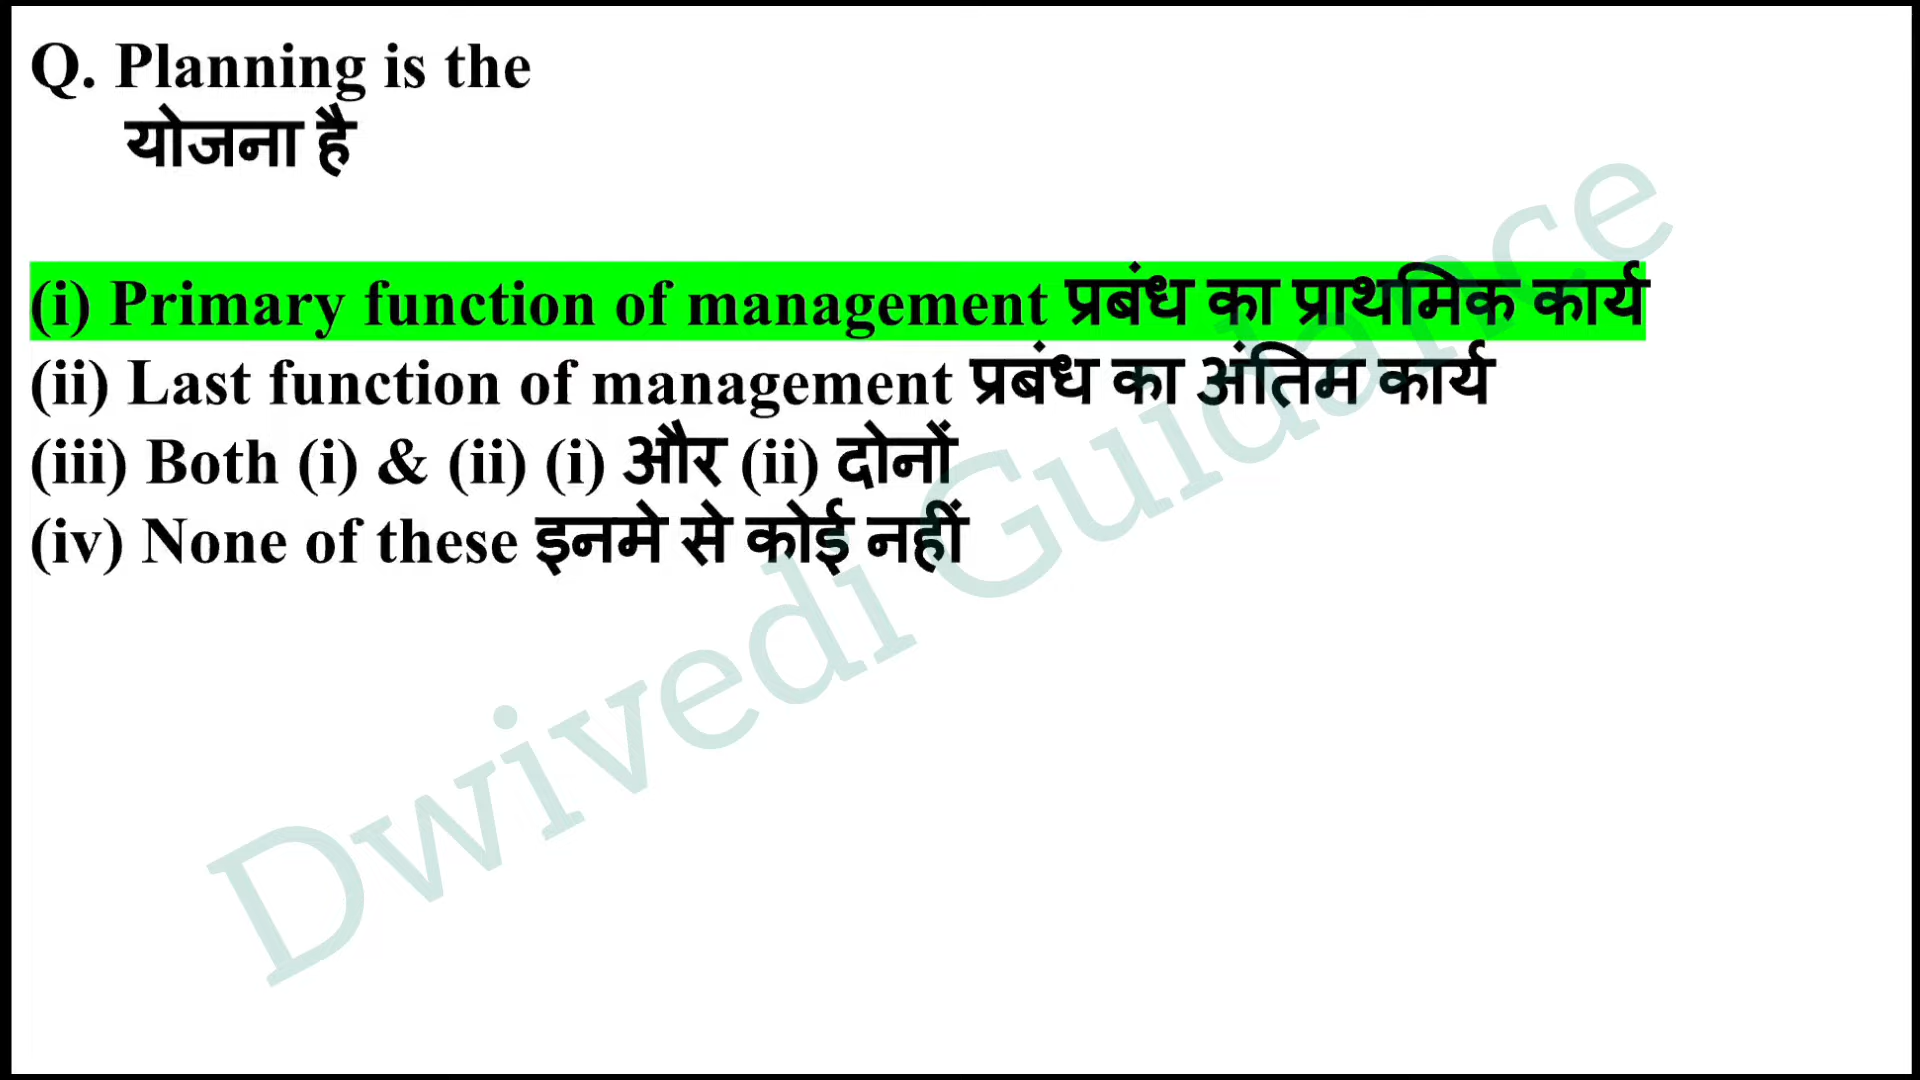 Q. Planning is the
योजना है
(i) Primary function of management प्रबंध का प्राथमिक कार्य
(ii) Last function of management प्रबंध का अंतिम कार्य
(iii) Both (i) & (ii) (i) और (ii) दोनों
(iv) None of these इनमे से कोई नहीं
Dwivedi Guidance